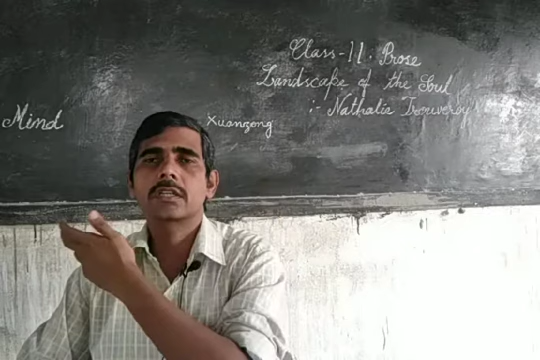 Class-11. Prose
Landscape of the Soul
:- Nathalie Trouveroy
Mind
Xuanzong